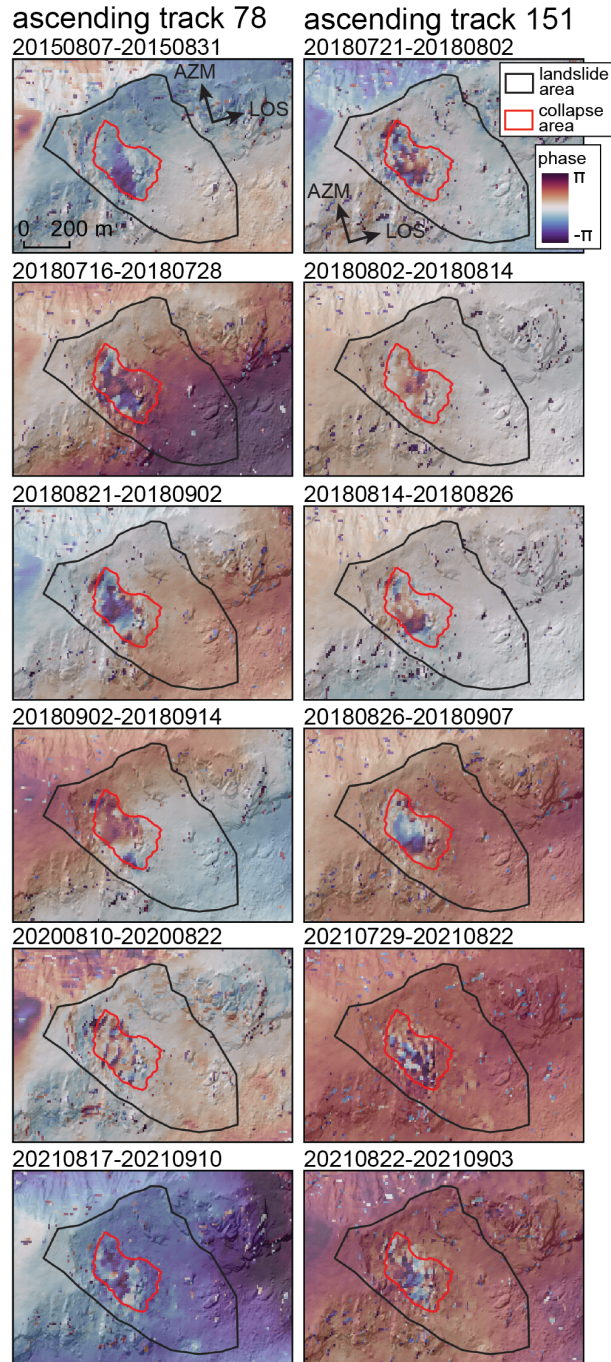 ascending track 78
ascending track 151
20150807-20150831
20180721-20180802
AZM
LOS
0 200 m
AZM
LOS
landslide
area
collapse
area
phase
π
-π
20180716-20180728
20180802-20180814
20180821-20180902
20180814-20180826
20180902-20180914
20180826-20180907
20200810-20200822
20210729-20210822
20210817-20210910
20210822-20210903